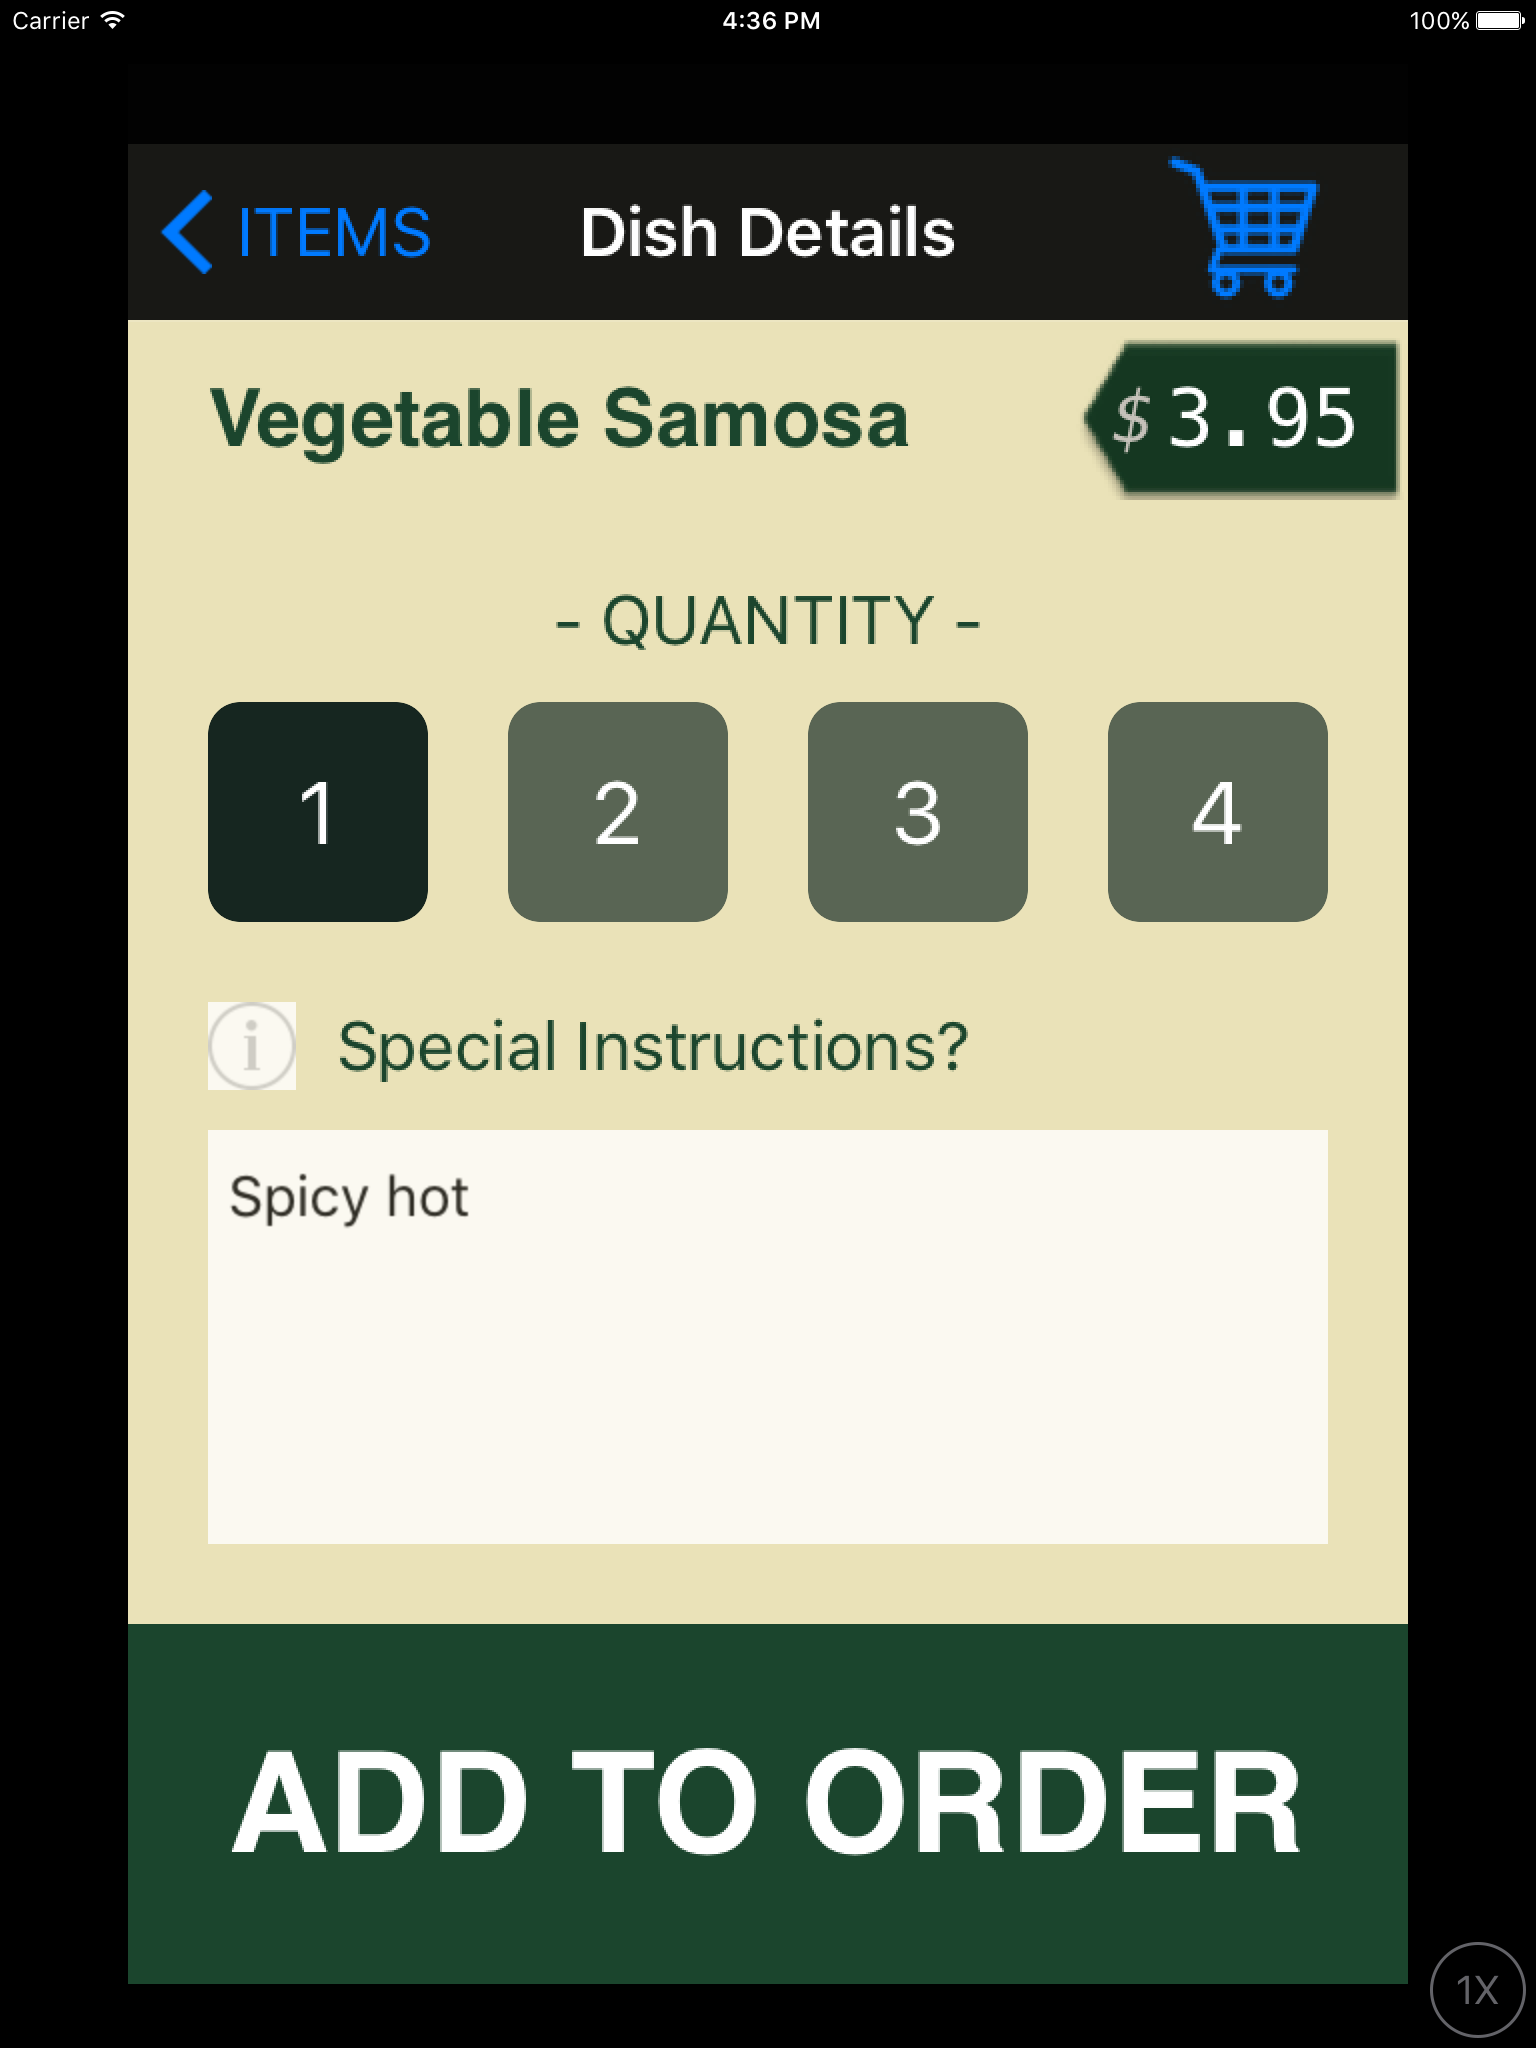 Carrier 4:36 PM 100%
ITEMS Dish Details
Vegetable Samosa $3.95
- QUANTITY -
1 2 3 4
i Special Instructions?
Spicy hot
ADD TO ORDER
1X